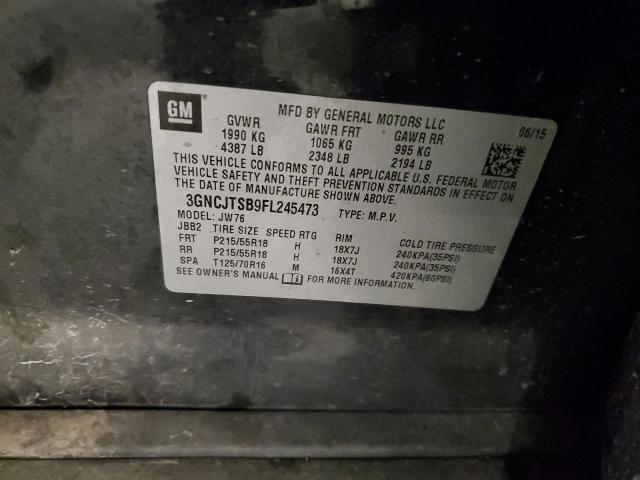 GM
MFD BY GENERAL MOTORS LLC
06/15
GVWR GAWR FRT GAWR RR
1990 KG 1065 KG 995 KG
4387 LB 2348 LB 2194 LB
THIS VEHICLE CONFORMS TO ALL APPLICABLE U.S. FEDERAL MOTOR
VEHICLE SAFETY AND THEFT PREVENTION STANDARDS IN EFFECT ON
THE DATE OF MANUFACTURE SHOWN ABOVE.
3GNCJTSB9FL245473 TYPE: M.P.V.
MODEL: JW76
JBB2 TIRE SIZE SPEED RTG RIM COLD TIRE PRESSURE
FRT P215/55R18 H 18X7J 240KPA(35PSI)
RR P215/55R18 H 18X7J 240KPA(35PSI)
SPA T125/70R16 M 16X4T 420KPA(60PSI)
SEE OWNER'S MANUAL FOR MORE INFORMATION.